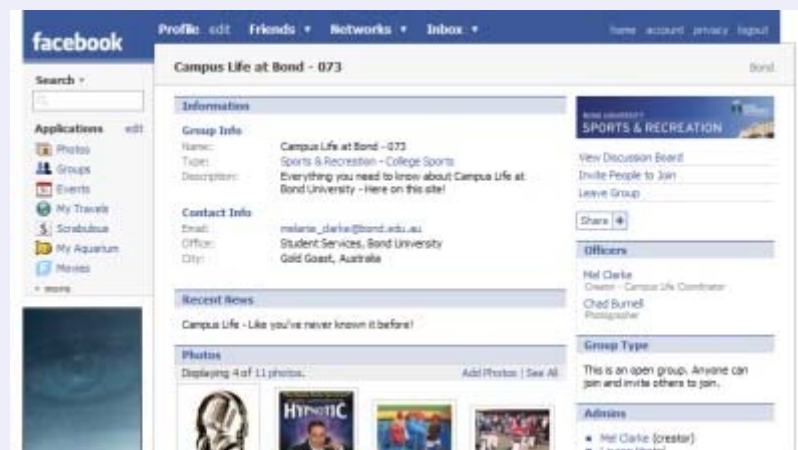 facebook
Profile edit Friends Networks Inbox
home account privacy logout
Search
Applications edit
Photos
Groups
Events
My Travels
Scrabulous
My Aquarium
Movies
more
Campus Life at Bond - 073
Bond
Information
Group Info
Name: Campus Life at Bond - 073
Type: Sports & Recreation - College Sports
Description: Everything you need to know about Campus Life at
Bond University - Here on this site!
Contact Info
Email: melanie_clarke@bond.edu.au
Office: Student Services, Bond University
City: Gold Goast, Australia
Recent News
Campus Life - Like you've never known it before!
Photos
Displaying 4 of 11 photos.
Add Photos | See All
HYPNOTIC
BOND UNIVERSITY
SPORTS & RECREATION
View Discussion Board
Invite People to Join
Leave Group
Share +
Officers
Mel Clarke
Creator - Campus Life Coordinator
Chad Burnell
Photographer
Group Type
This is an open group. Anyone can
join and invite others to join.
Admins
Mel Clarke (creator)